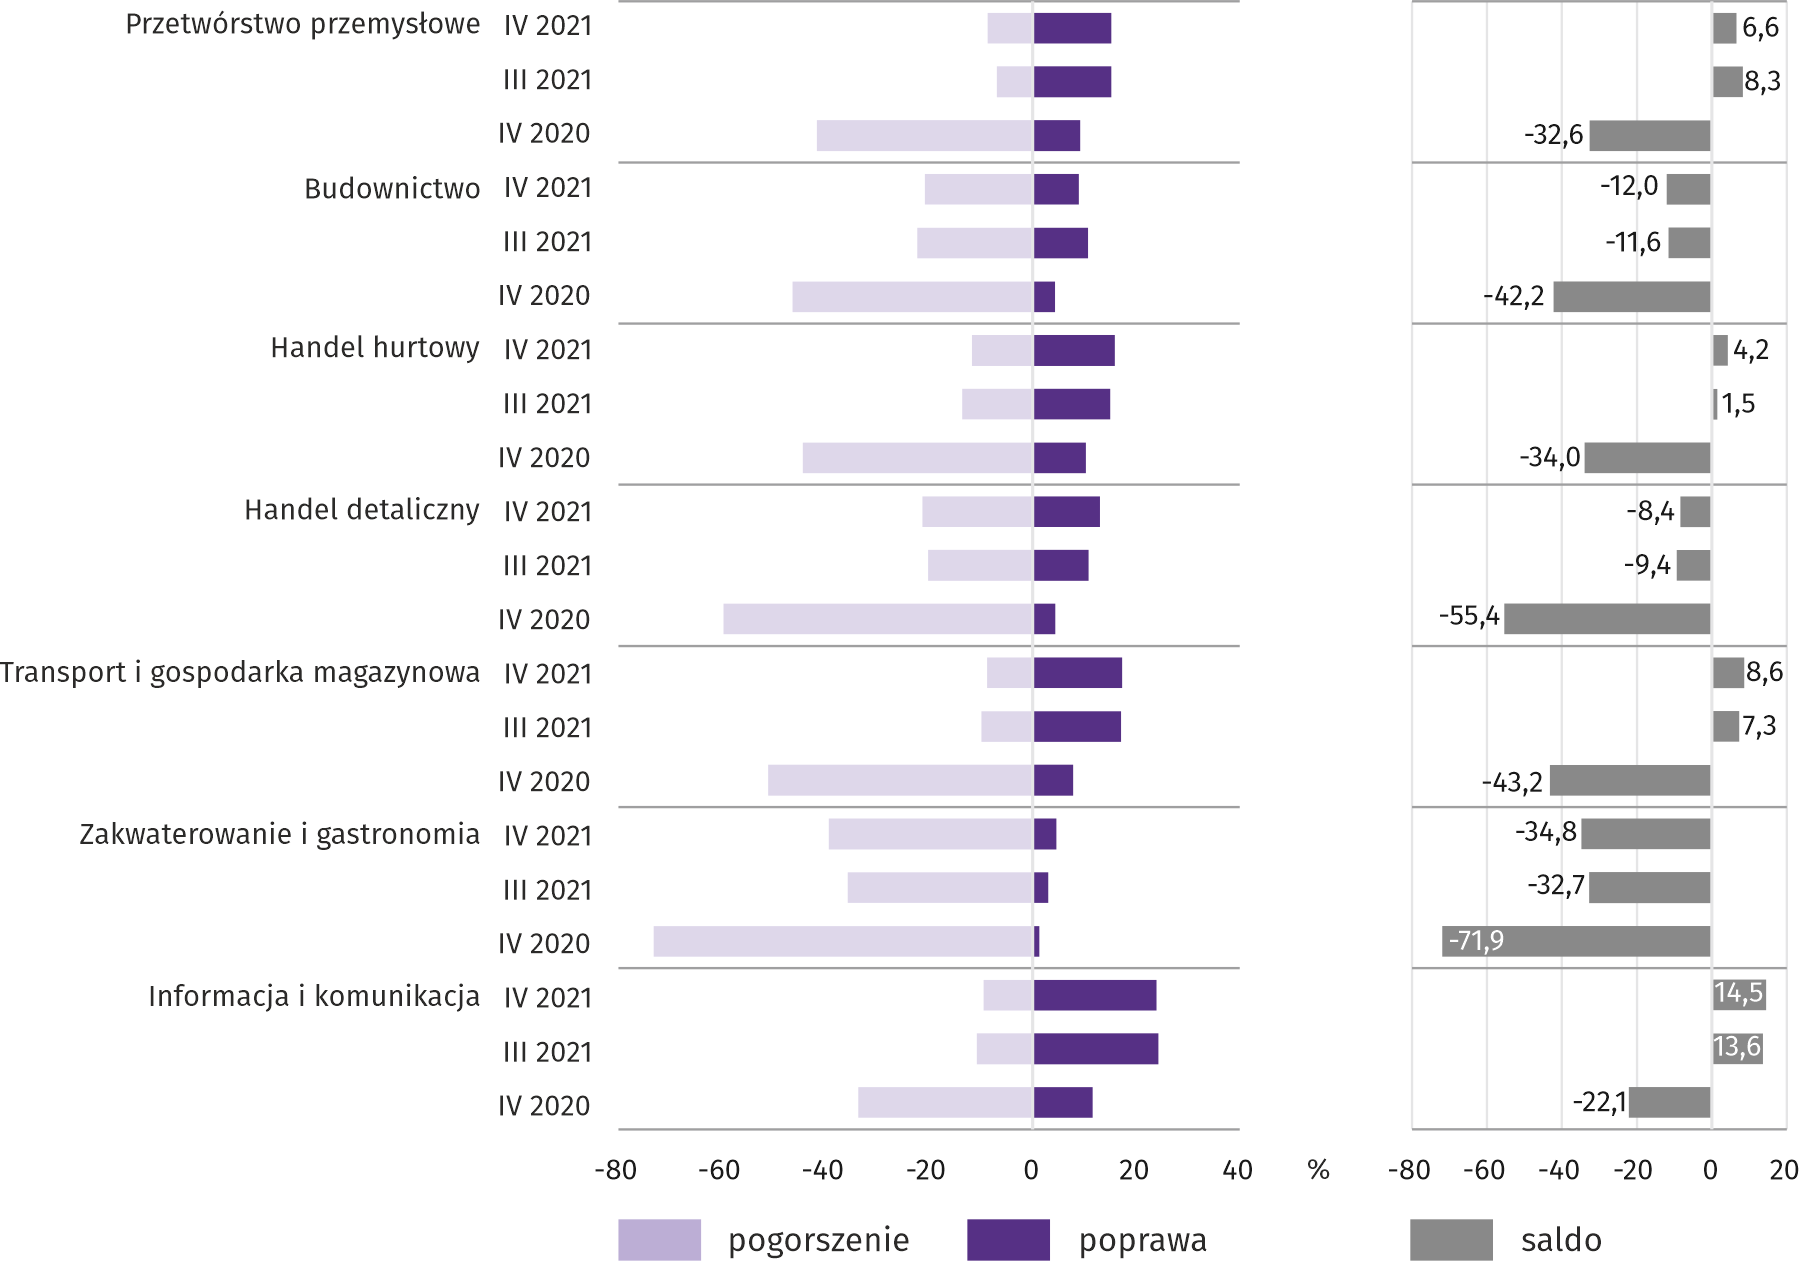 Przetwórstwo przemysłowe IV 2021 6,6
III 2021 8,3
IV 2020 -32,6
Budownictwo IV 2021 -12,0
III 2021 -11,6
IV 2020 -42,2
Handel hurtowy IV 2021 4,2
III 2021 1,5
IV 2020 -34,0
Handel detaliczny IV 2021 -8,4
III 2021 -9,4
IV 2020 -55,4
Transport i gospodarka magazynowa IV 2021 8,6
III 2021 7,3
IV 2020 -43,2
Zakwaterowanie i gastronomia IV 2021 -34,8
III 2021 -32,7
IV 2020 -71,9
Informacja i komunikacja IV 2021 14,5
III 2021 13,6
IV 2020 -22,1
-80 -60 -40 -20 0 20 40 % -80 -60 -40 -20 0 20
pogorszenie poprawa saldo